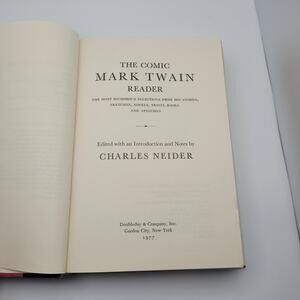 THE COMIC
MARK TWAIN
READER
THE MOST HUMOROUS SELECTIONS FROM HIS STORIES,
SKETCHES, NOVELS, TRAVEL BOOKS
AND SPEECHES
Edited with an Introduction and Notes by
CHARLES NEIDER
Doubleday & Company, Inc.
Garden City, New York
1977